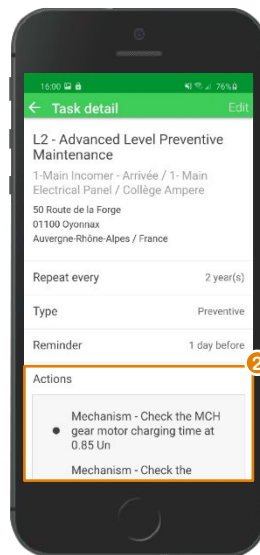 16:00 76%
← Task detail Edit
L2 - Advanced Level Preventive
Maintenance
1-Main Incomer - Arrivée / 1- Main
Electrical Panel / Collège Ampere
50 Route de la Forge
01100 Oyonnax
Auvergne-Rhône-Alpes / France
Repeat every 2 year(s)
Type Preventive
Reminder 1 day before
2
Actions
Mechanism - Check the MCH
● gear motor charging time at
0.85 Un
Mechanism - Check the